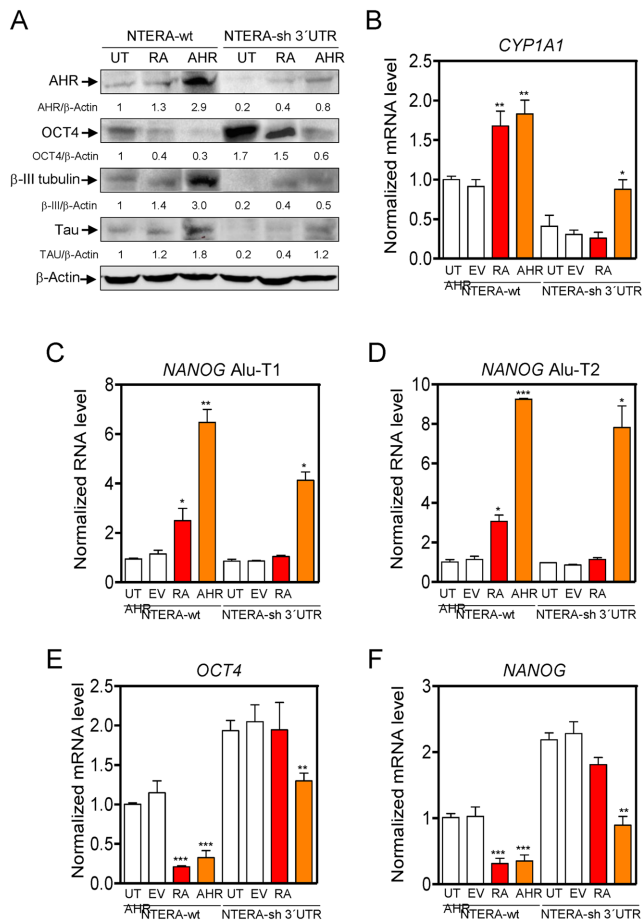 A
NTERA-wt NTERA-sh 3´UTR
UT RA AHR UT RA AHR
AHR
AHR/β-Actin 1 1.3 2.9 0.2 0.4 0.8
OCT4
OCT4/β-Actin 1 0.4 0.3 1.7 1.5 0.6
β-III tubulin
β-III/β-Actin 1 1.4 3.0 0.2 0.4 0.5
Tau
TAU/β-Actin 1 1.2 1.8 0.2 0.4 1.2
β-Actin
B
CYP1A1
Normalized mRNA level
2.5
2.0
1.5
1.0
0.5
0.0
** ** *
UT EV RA AHR UT EV RA
AHR
NTERA-wt NTERA-sh 3´UTR
C
NANOG Alu-T1
Normalized RNA level
8
6
4
2
0
* ** *
UT EV RA AHR UT EV RA
AHR
NTERA-wt NTERA-sh 3´UTR
D
NANOG Alu-T2
Normalized RNA level
10
8
6
4
2
0
* *** *
UT EV RA AHR UT EV RA
AHR
NTERA-wt NTERA-sh 3´UTR
E
OCT4
Normalized mRNA level
2.5
2.0
1.5
1.0
0.5
0.0
*** *** **
UT EV RA AHR UT EV RA
AHR
NTERA-wt NTERA-sh 3´UTR
F
NANOG
Normalized mRNA level
3
2
1
0
*** *** **
UT EV RA AHR UT EV RA
AHR
NTERA-wt NTERA-sh 3´UTR